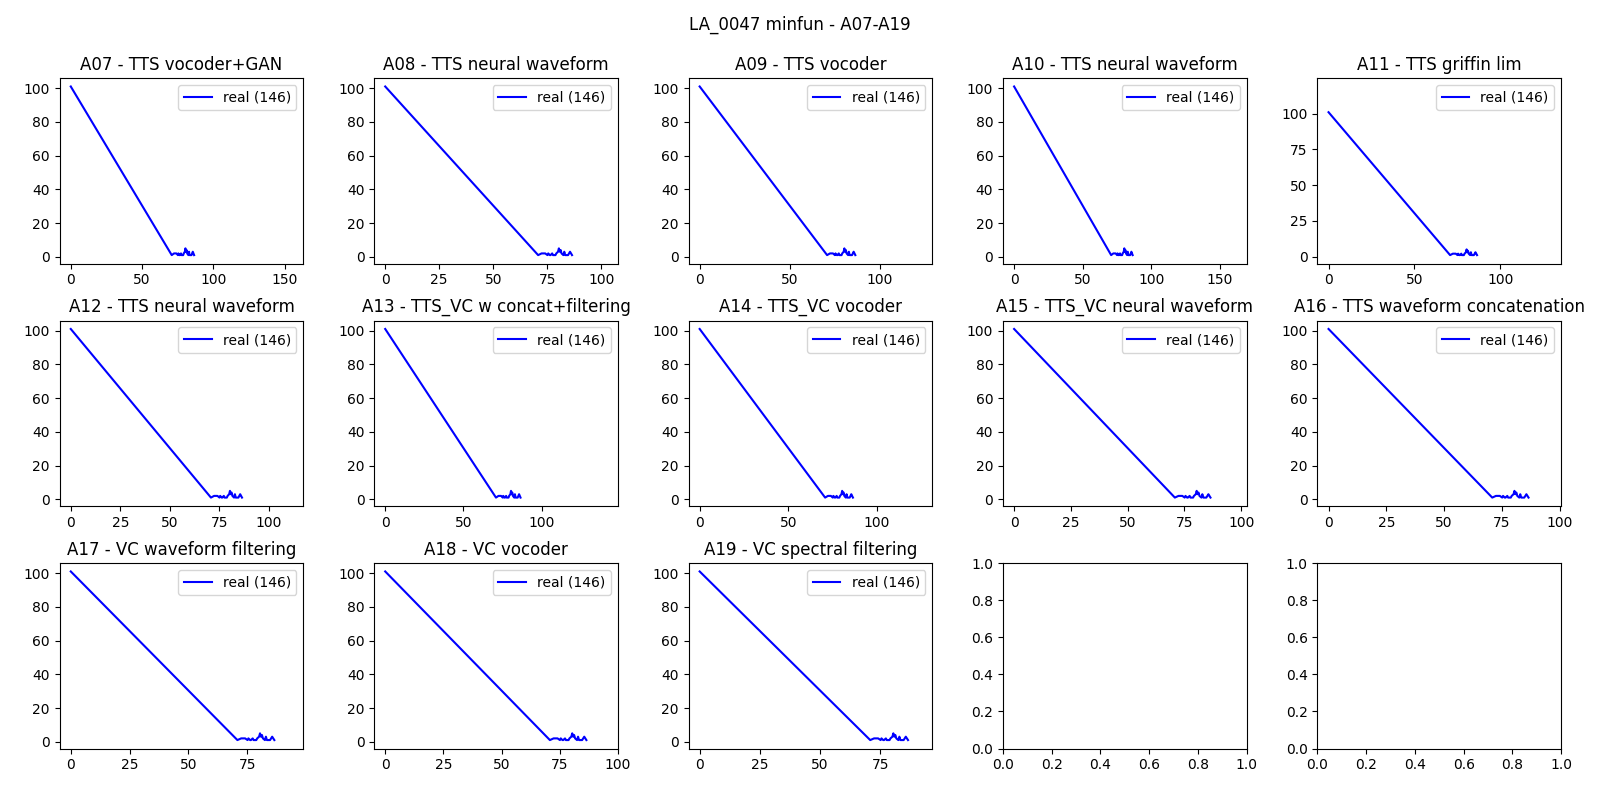 LA_0047 minfun - A07-A19
A07 - TTS vocoder+GAN
real (146)
100
80
60
40
20
0
0 50 100 150
A08 - TTS neural waveform
real (146)
100
80
60
40
20
0
0 25 50 75 100
A09 - TTS vocoder
real (146)
100
80
60
40
20
0
0 50 100
A10 - TTS neural waveform
real (146)
100
80
60
40
20
0
0 50 100 150
A11 - TTS griffin lim
real (146)
100
75
50
25
0
0 50 100
A12 - TTS neural waveform
real (146)
100
80
60
40
20
0
0 25 50 75 100
A13 - TTS_VC w concat+filtering
real (146)
100
80
60
40
20
0
0 50 100
A14 - TTS_VC vocoder
real (146)
100
80
60
40
20
0
0 50 100
A15 - TTS_VC neural waveform
real (146)
100
80
60
40
20
0
0 25 50 75 100
A16 - TTS waveform concatenation
real (146)
100
80
60
40
20
0
0 25 50 75 100
A17 - VC waveform filtering
real (146)
100
80
60
40
20
0
0 25 50 75
A18 - VC vocoder
real (146)
100
80
60
40
20
0
0 25 50 75 100
A19 - VC spectral filtering
real (146)
100
80
60
40
20
0
0 25 50 75
1.0
0.8
0.6
0.4
0.2
0.0
0.0 0.2 0.4 0.6 0.8 1.0
1.0
0.8
0.6
0.4
0.2
0.0
0.0 0.2 0.4 0.6 0.8 1.0